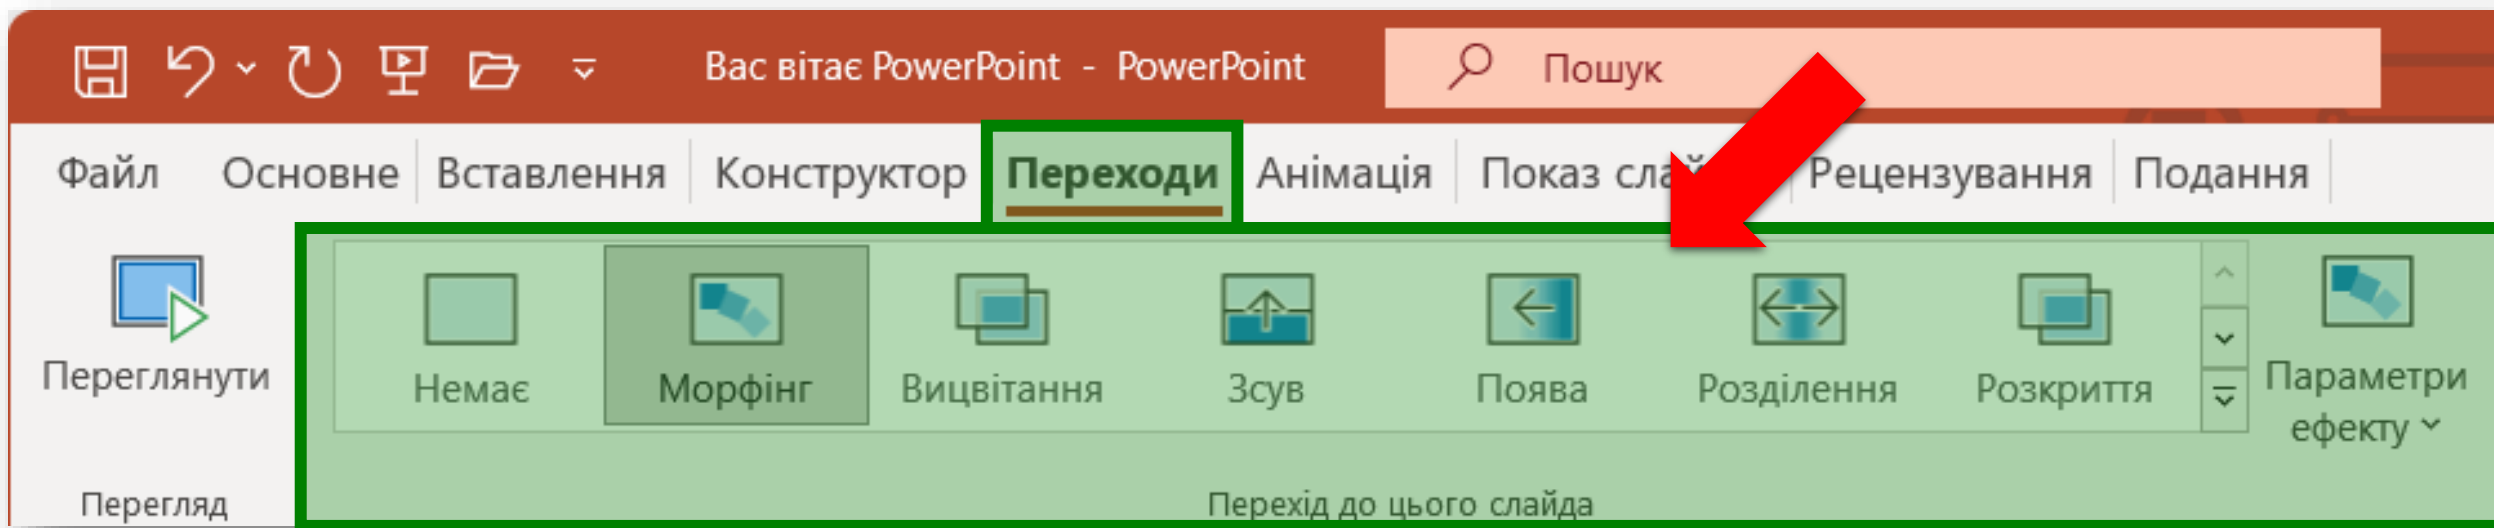 Вас вітає PowerPoint - PowerPoint
Пошук
Файл Основне Вставлення Конструктор Переходи Анімація Показ Рецензування Подання
Переглянути
Немає Морфінг Вицвітання Зсув Поява Розділення Розкриття
Параметри
ефекту
Перегляд
Перехід до цього слайда